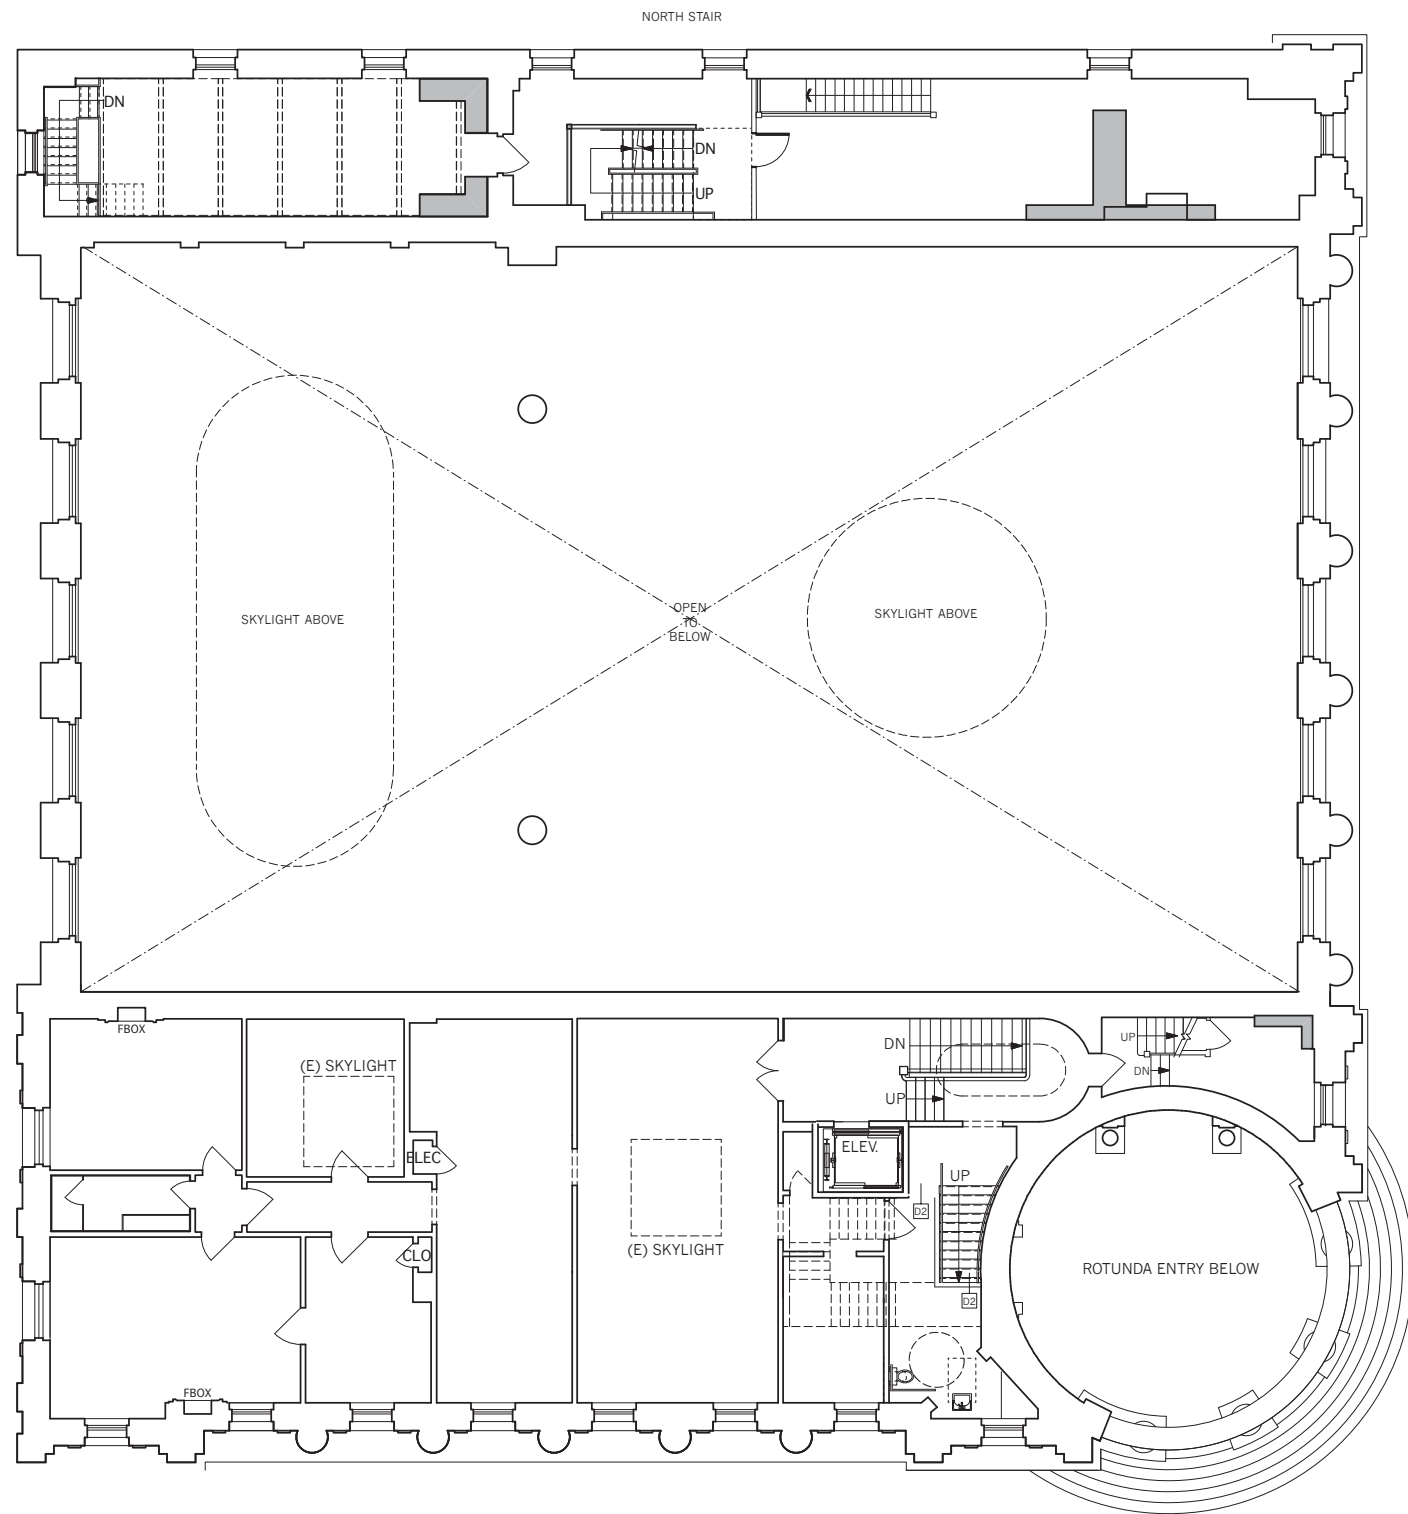 NORTH STAIR
DN
DN
UP
SKYLIGHT ABOVE
OPEN
TO
BELOW
SKYLIGHT ABOVE
FBOX
(E) SKYLIGHT
ELEC
DN
UP
UP
DN
ELEV.
UP
D2
(E) SKYLIGHT
CLO
D2
ROTUNDA ENTRY BELOW
FBOX